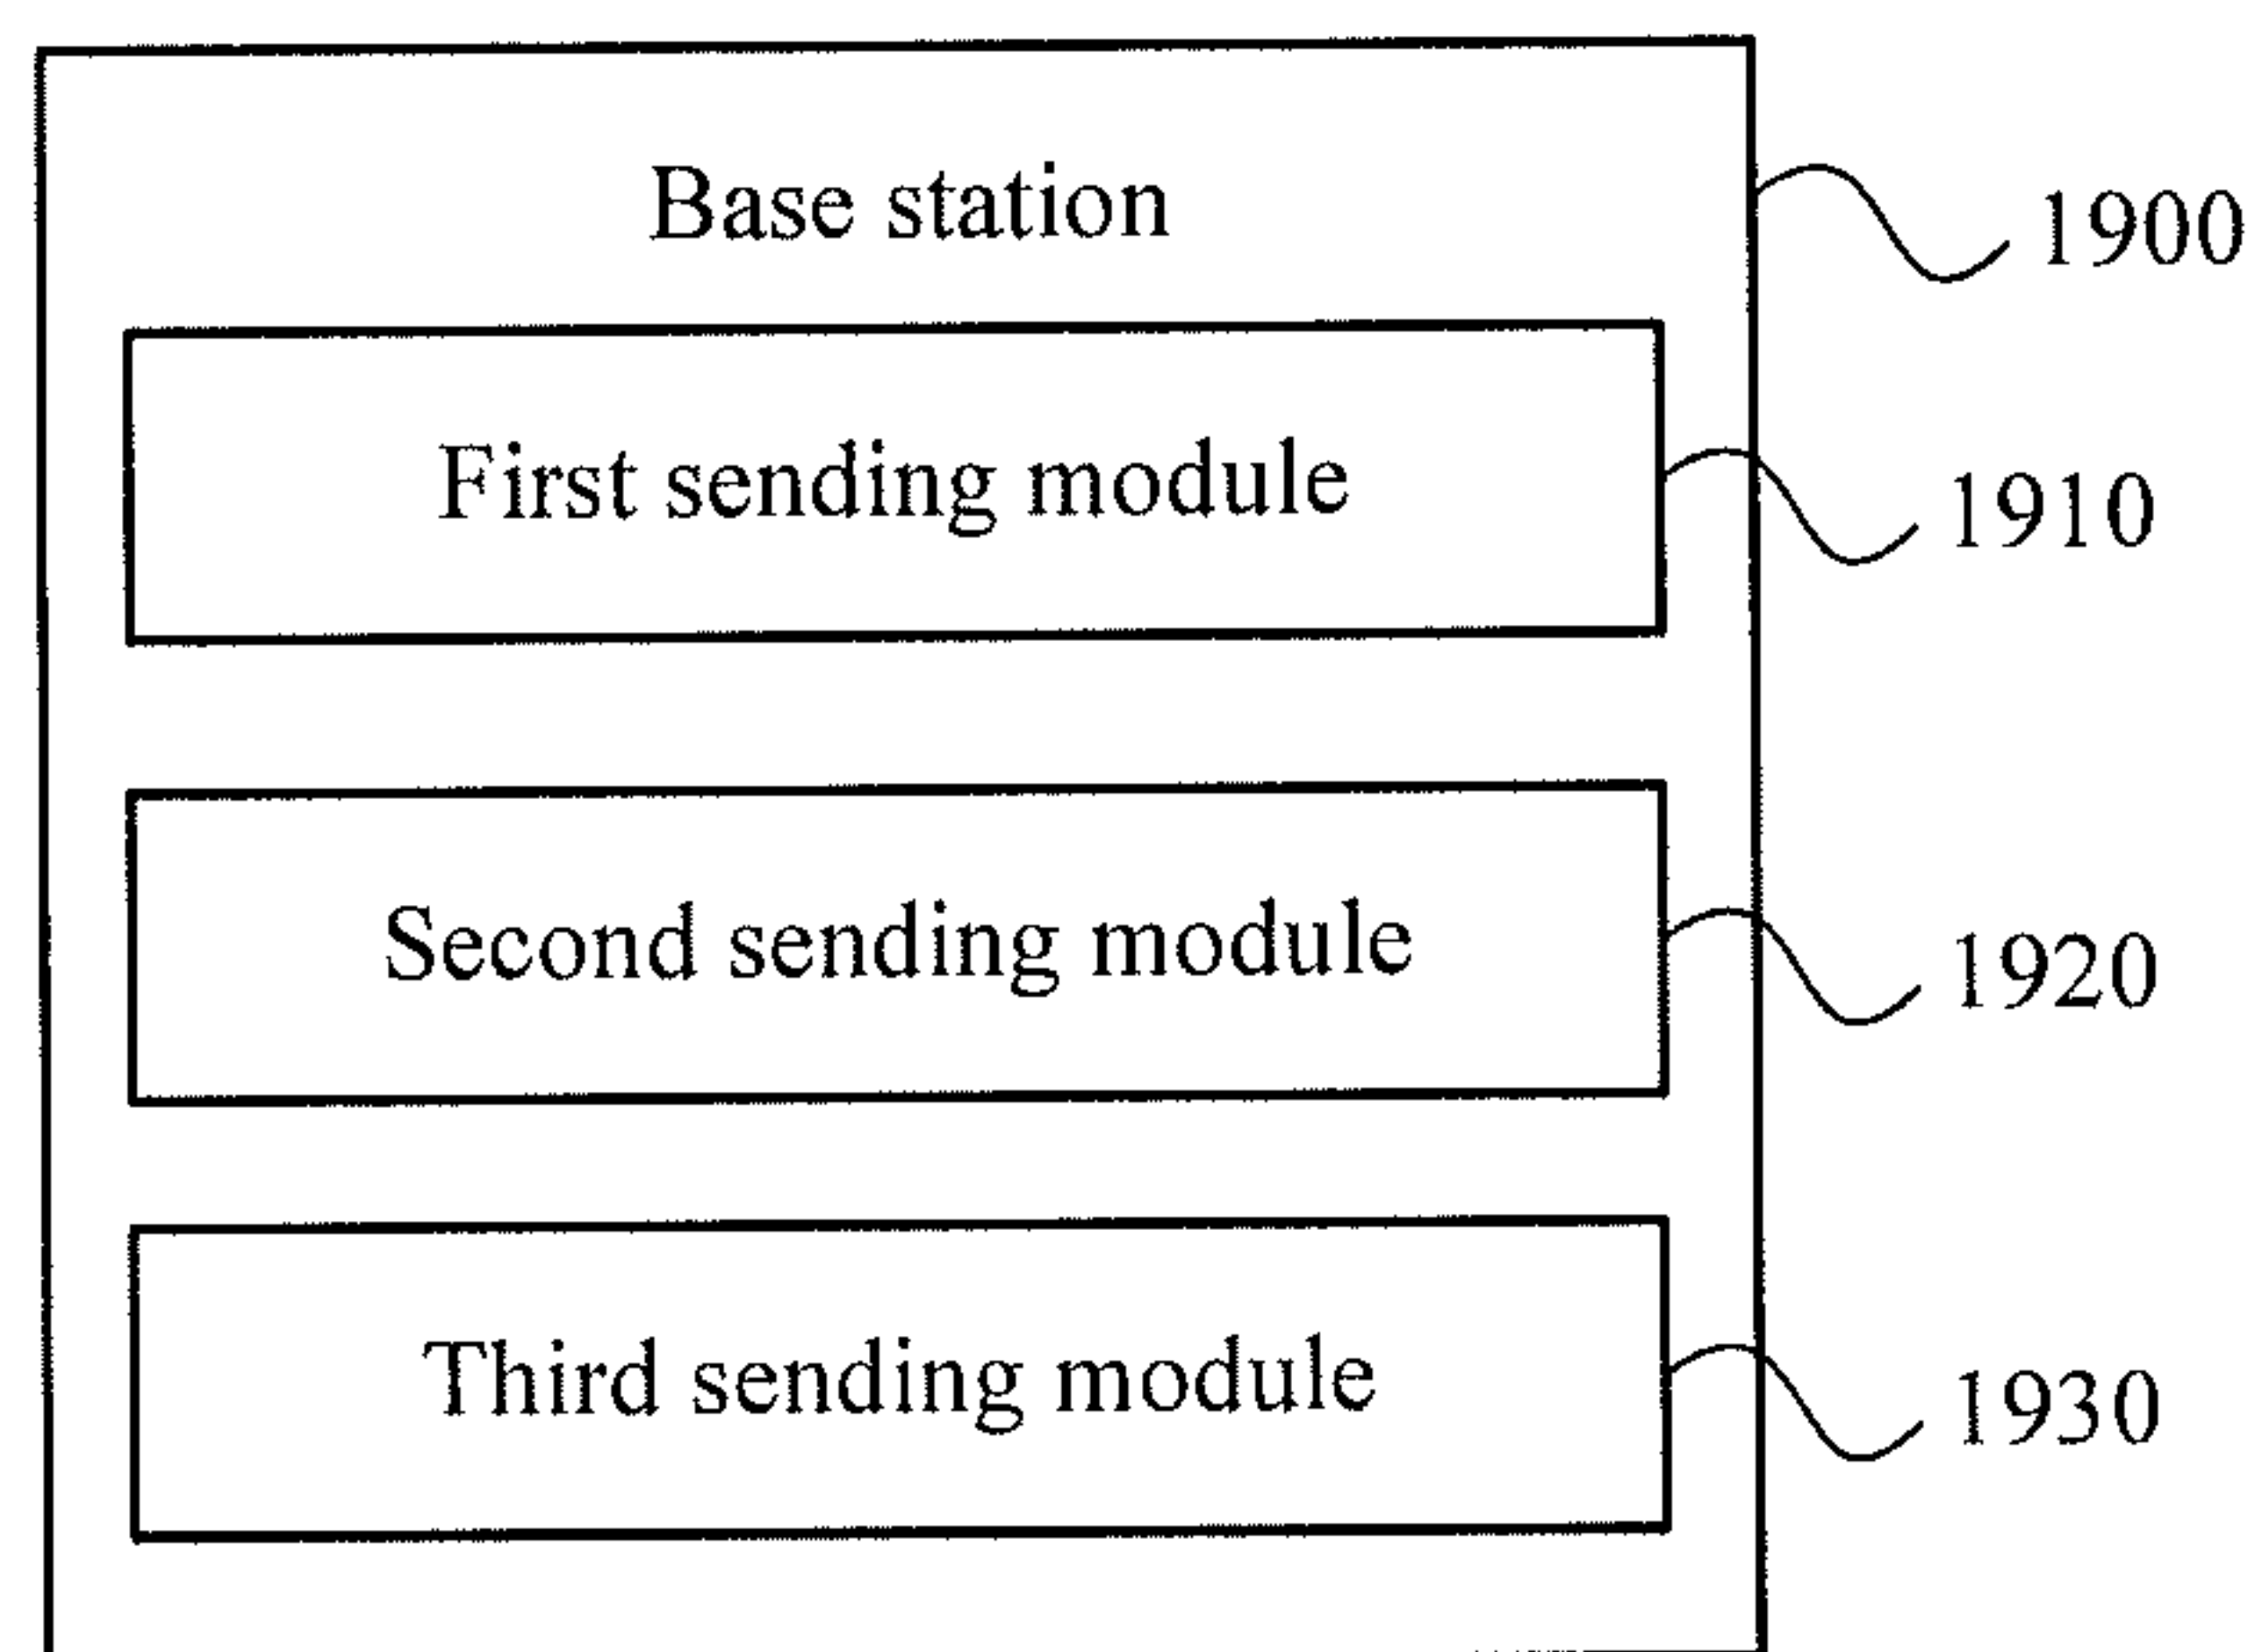 Base station
1900
First sending module
1910
Second sending module
1920
Third sending module
1930